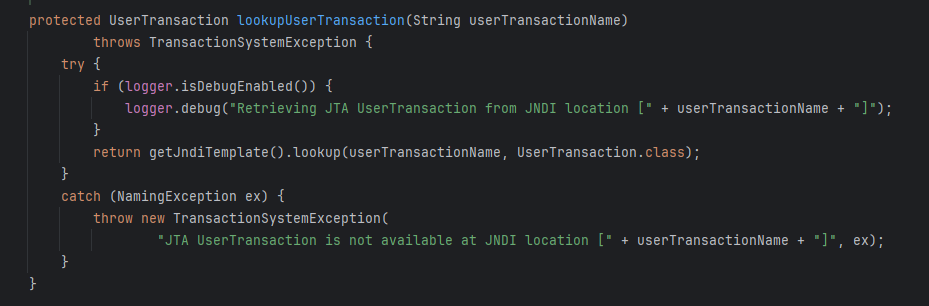 protected UserTransaction lookupUserTransaction(String userTransactionName)
        throws TransactionSystemException {
    try {
        if (logger.isDebugEnabled()) {
            logger.debug("Retrieving JTA UserTransaction from JNDI location [" + userTransactionName + "]");
        }
        return getJndiTemplate().lookup(userTransactionName, UserTransaction.class);
    }
    catch (NamingException ex) {
        throw new TransactionSystemException(
                "JTA UserTransaction is not available at JNDI location [" + userTransactionName + "]", ex);
    }
}